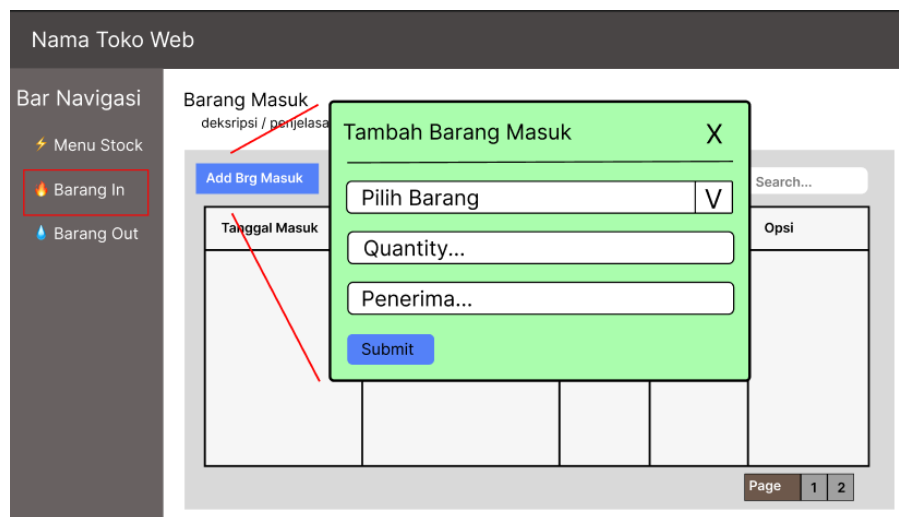 Nama Toko Web
Bar Navigasi
Menu Stock
Barang In
Barang Out
Barang Masuk
deksripsi / penjelasa
Add Brg Masuk
Search...
Tanggal Masuk
Opsi
Tambah Barang Masuk X
Pilih Barang V
Quantity...
Penerima...
Submit
Page 1 2